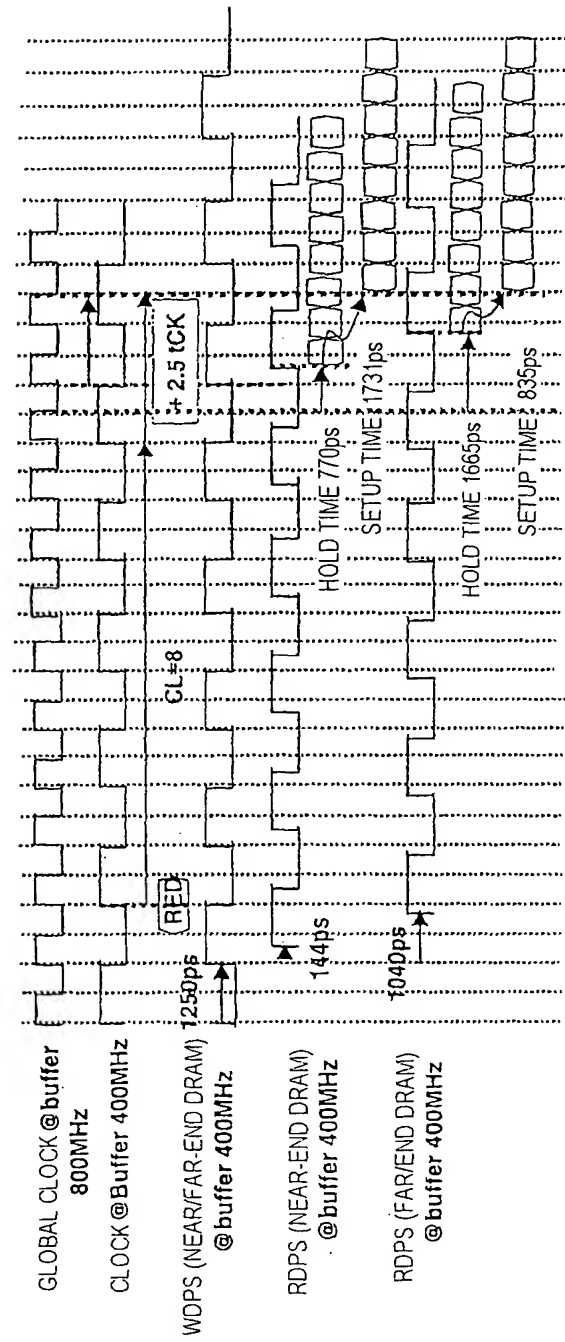 GLOBAL CLOCK@buffer
800MHz
CLOCK@Buffer 400MHz
WDPS (NEAR/FAR-END DRAM)
@buffer 400MHz
RDPS (NEAR-END DRAM)
@buffer 400MHz
RDPS (FAR/END DRAM)
@buffer 400MHz
RED
CL=8
+ 2.5 tCK
1250ps
144ps
HOLD TIME 770ps
SETUP TIME 1731ps
1040ps
HOLD TIME 1665ps
SETUP TIME 835ps